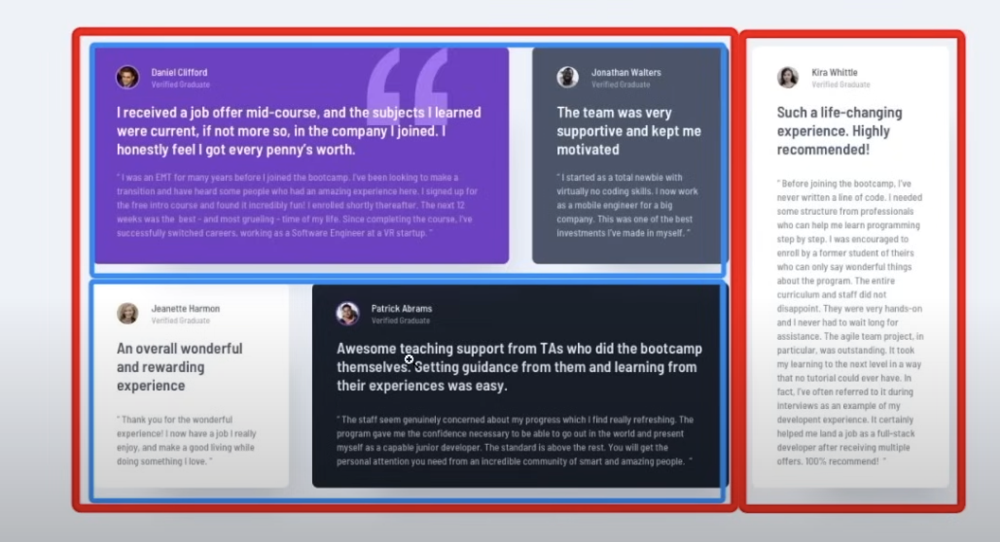 Daniel Clifford
Verified Graduate
I received a job offer mid-course, and the subjects I learned
were current, if not more so, in the company I joined. I
honestly feel I got every penny's worth.
" I was an EMT for many years before I joined the bootcamp. I've been looking to make a
transition and have heard some people who had an amazing experience here. I signed up for
the free intro course and found it incredibly fun! I enrolled shortly thereafter. The next 12
weeks was the best - and most grueling - time of my life. Since completing the course, I've
successfully switched careers, working as a Software Engineer at a VR startup. "
Jonathan Walters
Verified Graduate
The team was very
supportive and kept me
motivated
" I started as a total newbie with
virtually no coding skills. I now work
as a mobile engineer for a big
company. This was one of the best
investments I've made in myself. "
Kira Whittle
Verified Graduate
Such a life-changing
experience. Highly
recommended!
" Before joining the bootcamp, I've
never written a line of code. I needed
some structure from professionals
who can help me learn programming
step by step. I was encouraged to
enroll by a former student of theirs
who can only say wonderful things
about the program. The entire
curriculum and staff did not
disappoint. They were very hands-on
and I never had to wait long for
assistance. The agile team project, in
particular, was outstanding. It took
my learning to the next level in a way
that no tutorial could ever have. In
fact, I've often referred to it during
interviews as an example of my
developent experience. It certainly
helped me land a job as a full-stack
developer after receiving multiple
offers. 100% recommend! "
Jeanette Harmon
Verified Graduate
An overall wonderful
and rewarding
experience
" Thank you for the wonderful
experience! I now have a job I really
enjoy, and make a good living while
doing something I love. "
Patrick Abrams
Verified Graduate
Awesome teaching support from TAs who did the bootcamp
themselves. Getting guidance from them and learning from
their experiences was easy.
" The staff seem genuinely concerned about my progress which I find really refreshing. The
program gave me the confidence necessary to be able to go out in the world and present
myself as a capable junior developer. The standard is above the rest. You will get the
personal attention you need from an incredible community of smart and amazing people. "